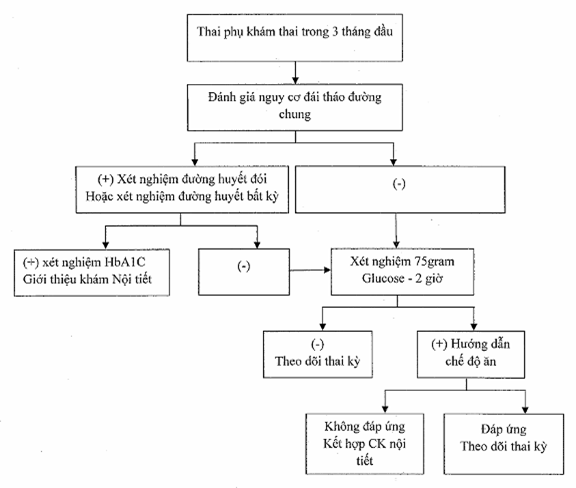 Thai phụ khám thai trong 3 tháng đầu
Đánh giá nguy cơ đái tháo đường
chung
(+) Xét nghiệm đường huyết đói
Hoặc xét nghiệm đường huyết bất kỳ
(-)
(+) xét nghiệm HbA1C
Giới thiệu khám Nội tiết
(-)
Xét nghiệm 75gram
Glucose - 2 giờ
(-)
Theo dõi thai kỳ
(+) Hướng dẫn
chế độ ăn
Không đáp ứng
Kết hợp CK nội
tiết
Đáp ứng
Theo dõi thai kỳ